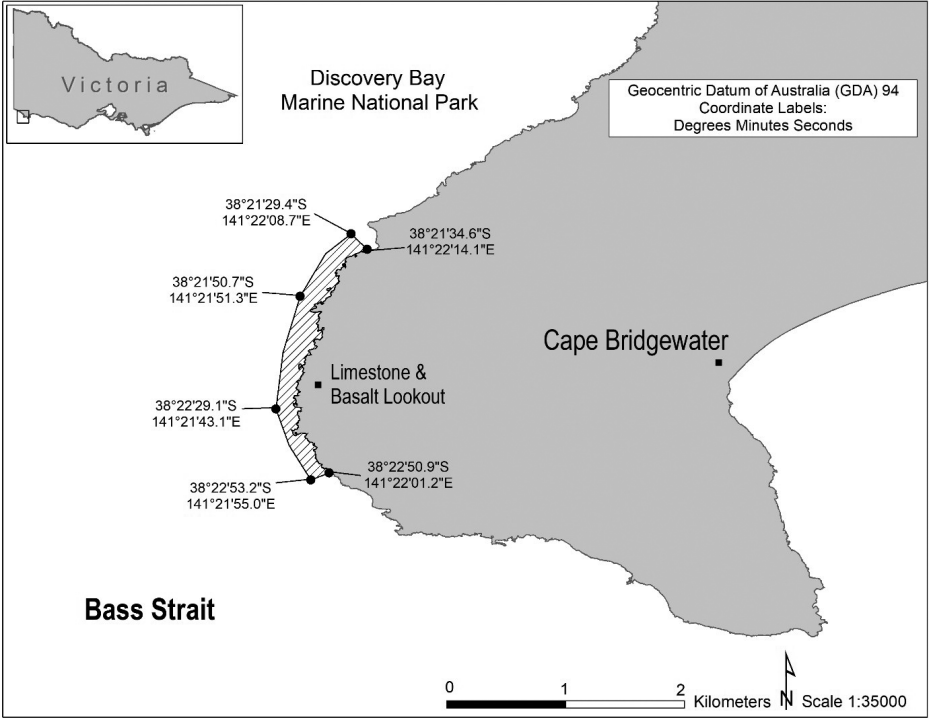 Victoria
Discovery Bay
Marine National Park
Geocentric Datum of Australia (GDA) 94
Coordinate Labels:
Degrees Minutes Seconds
38°21'29.4"S
141°22'08.7"E
38°21'34.6"S
141°22'14.1"E
38°21'50.7"S
141°21'51.3"E
Cape Bridgewater
Limestone &
Basalt Lookout
38°22'29.1"S
141°21'43.1"E
38°22'50.9"S
141°22'01.2"E
38°22'53.2"S
141°21'55.0"E
Bass Strait
0 1 2
Kilometers N Scale 1:35000